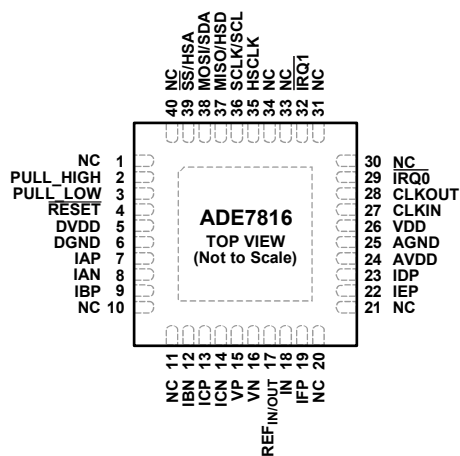 40 NC
39 SS/HSA
38 MOSI/SDA
37 MISO/HSD
36 SCLK/SCL
35 HSCLK
34 NC
33 NC
32 IRQ1
31 NC
NC 1
PULL_HIGH 2
PULL_LOW 3
RESET 4
DVDD 5
DGND 6
IAP 7
IAN 8
IBP 9
NC 10
ADE7816
TOP VIEW
(Not to Scale)
30 NC
29 IRQ0
28 CLKOUT
27 CLKIN
26 VDD
25 AGND
24 AVDD
23 IDP
22 IEP
21 NC
NC 11
IBN 12
ICP 13
ICN 14
VP 15
VN 16
REFIN/OUT 17
IN 18
IFP 19
NC 20